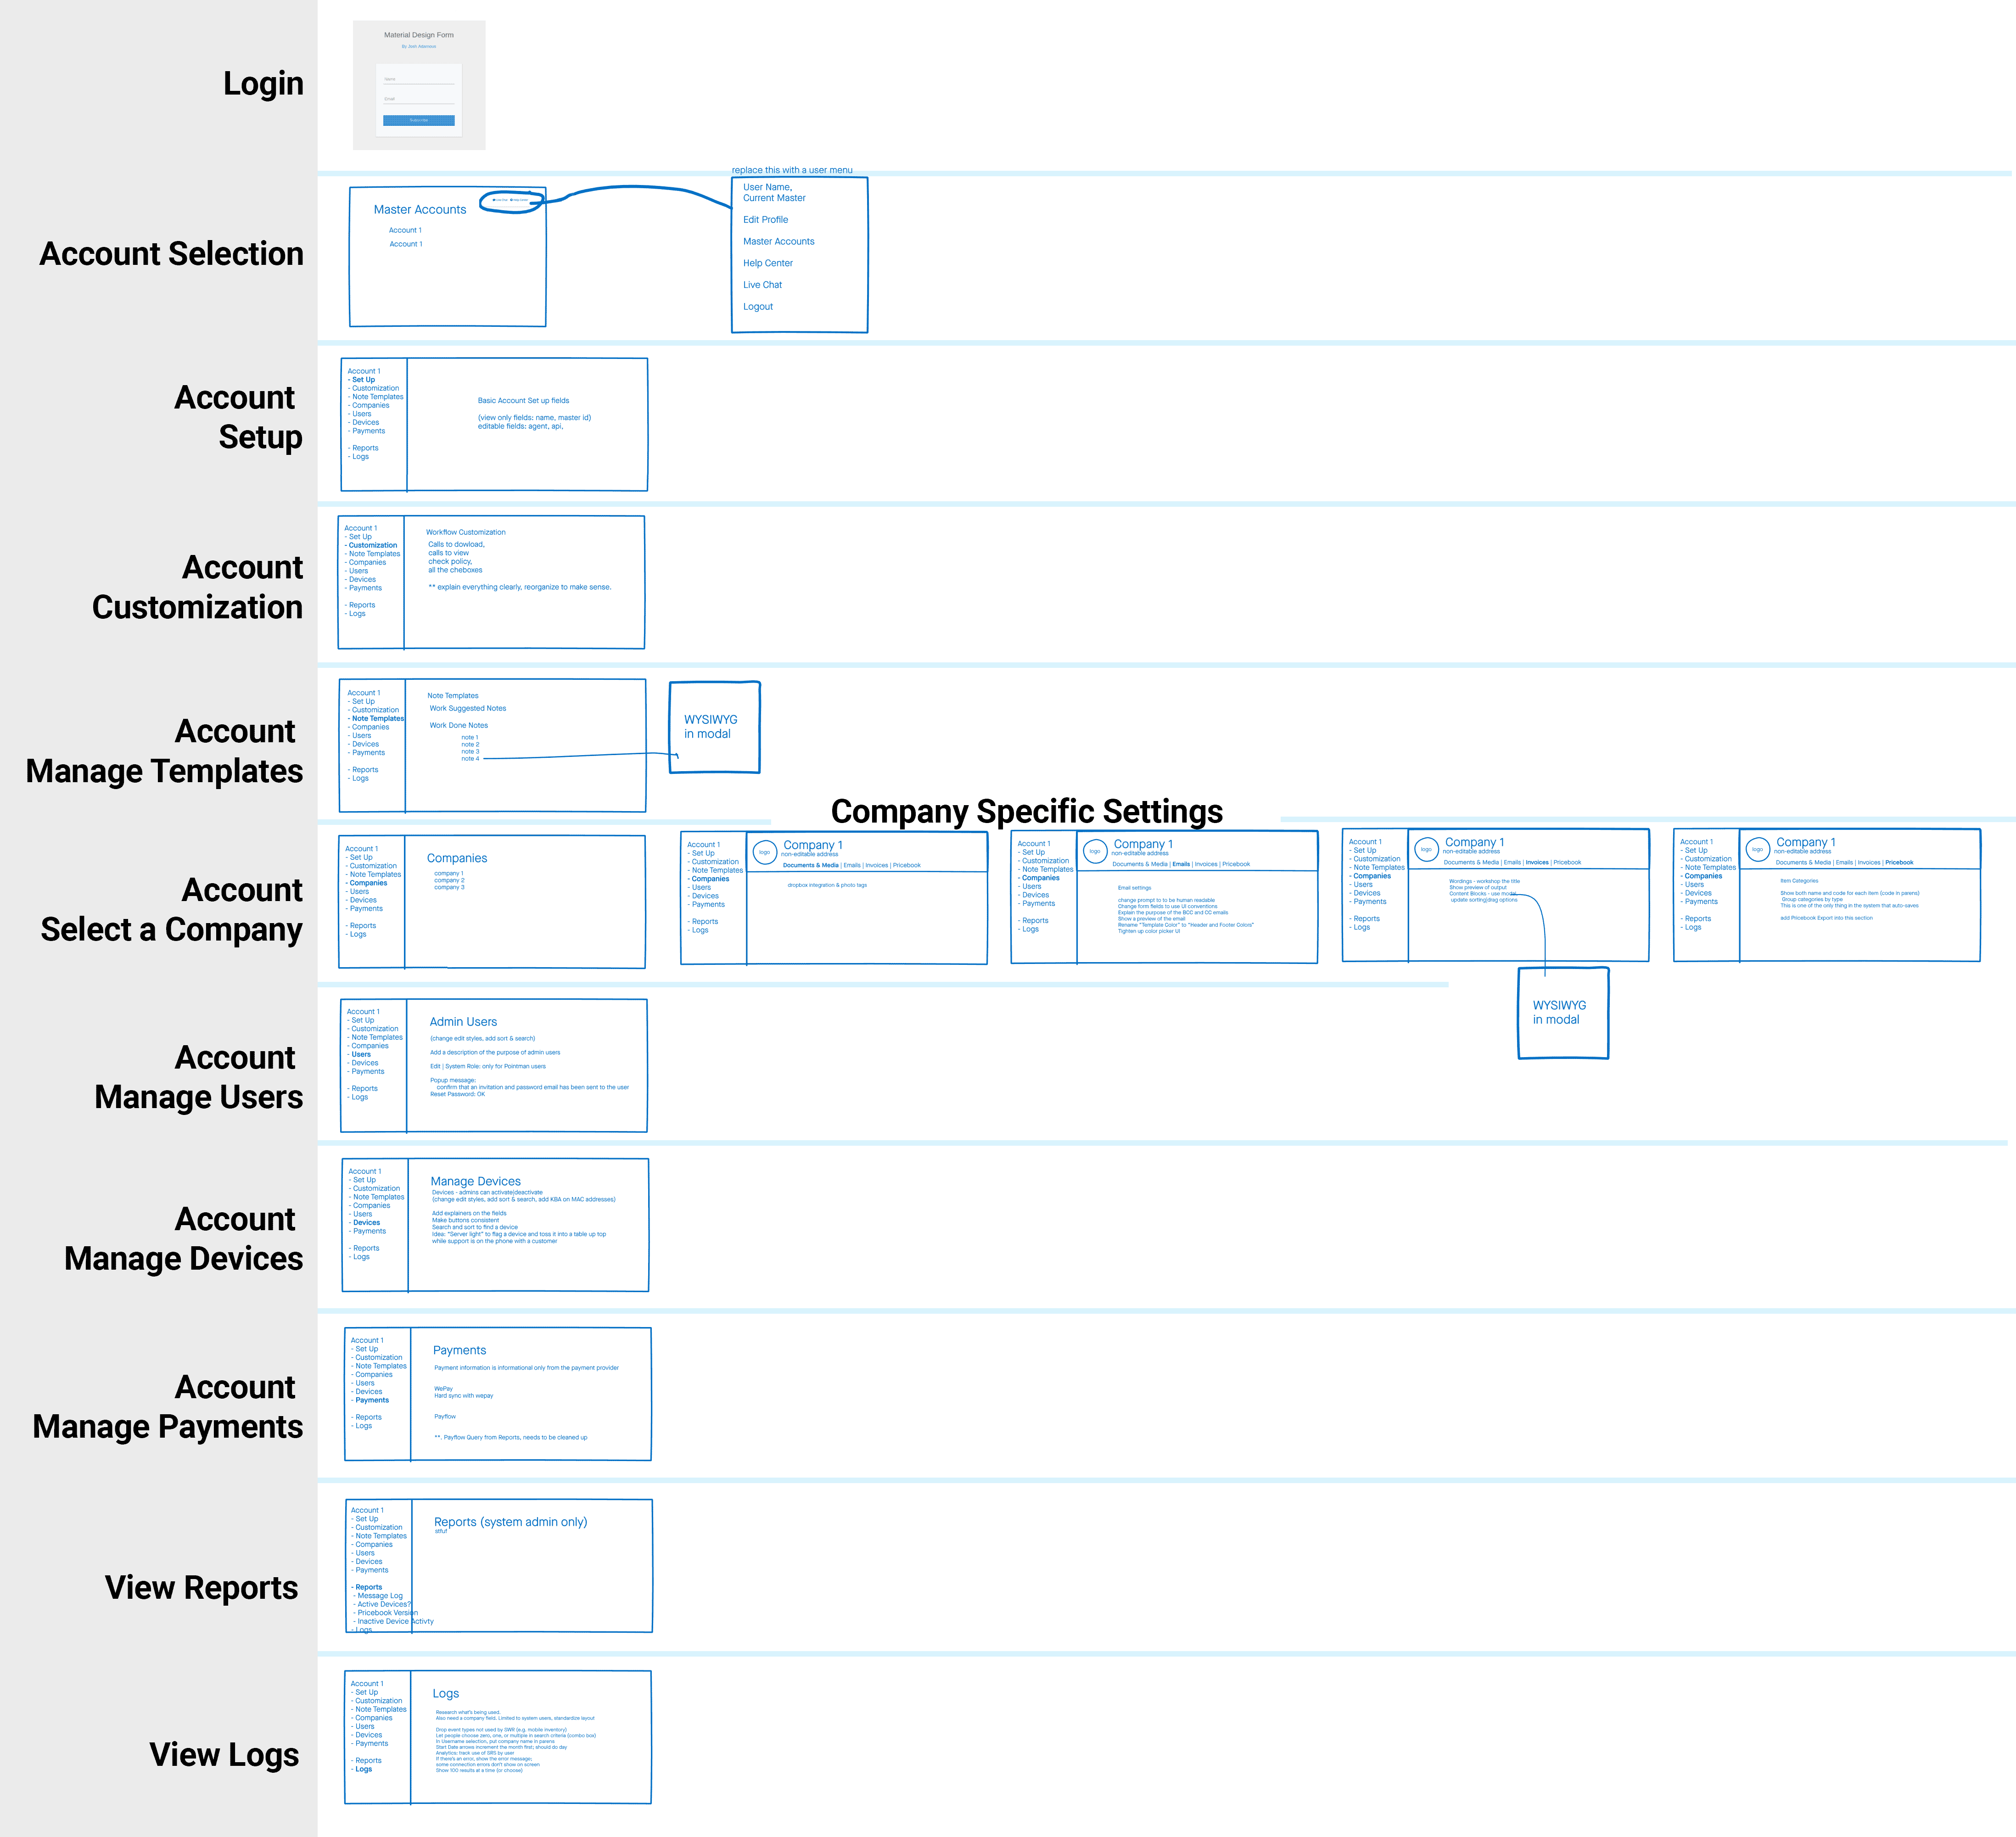 Login
Material Design Form
By Josh Adamous
Name
Email
Subscribe
Account Selection
Master Accounts
Account 1
Account 1
Live Chat Help Center
replace this with a user menu
User Name,
Current Master
Edit Profile
Master Accounts
Help Center
Live Chat
Logout
Account
Setup
Account 1
- Set Up
- Customization
- Note Templates
- Companies
- Users
- Devices
- Payments
- Reports
- Logs
Basic Account Set up fields
(view only fields: name, master id)
editable fields: agent, api,
Account
Customization
Account 1
- Set Up
- Customization
- Note Templates
- Companies
- Users
- Devices
- Payments
- Reports
- Logs
Workflow Customization
Calls to dowload,
calls to view
check policy,
all the cheboxes
** explain everything clearly, reorganize to make sense.
Account
Manage Templates
Account 1
- Set Up
- Customization
- Note Templates
- Companies
- Users
- Devices
- Payments
- Reports
- Logs
Note Templates
Work Suggested Notes
Work Done Notes
note 1
note 2
note 3
note 4
WYSIWYG
in modal
Company Specific Settings
Account
Select a Company
Account 1
- Set Up
- Customization
- Note Templates
- Companies
- Users
- Devices
- Payments
- Reports
- Logs
Companies
company 1
company 2
company 3
Account 1
- Set Up
- Customization
- Note Templates
- Companies
- Users
- Devices
- Payments
- Reports
- Logs
logo
Company 1
non-editable address
Documents & Media | Emails | Invoices | Pricebook
dropbox integration & photo tags
Account 1
- Set Up
- Customization
- Note Templates
- Companies
- Users
- Devices
- Payments
- Reports
- Logs
logo
Company 1
non-editable address
Documents & Media | Emails | Invoices | Pricebook
Email settings
change prompt to to be human readable
Change form fields to use UI conventions
Explain the purpose of the BCC and CC emails
Show a preview of the email
Rename "Template Color" to "Header and Footer Colors"
Tighten up color picker UI
Account 1
- Set Up
- Customization
- Note Templates
- Companies
- Users
- Devices
- Payments
- Reports
- Logs
logo
Company 1
non-editable address
Documents & Media | Emails | Invoices | Pricebook
Wordings - workshop the title
Show preview of output
Content Blocks - use modal
update sorting|drag options
WYSIWYG
in modal
Account 1
- Set Up
- Customization
- Note Templates
- Companies
- Users
- Devices
- Payments
- Reports
- Logs
logo
Company 1
non-editable address
Documents & Media | Emails | Invoices | Pricebook
Item Categories
Show both name and code for each item (code in parens)
Group categories by type
This is one of the only thing in the system that auto-saves
add Pricebook Export into this section
Account
Manage Users
Account 1
- Set Up
- Customization
- Note Templates
- Companies
- Users
- Devices
- Payments
- Reports
- Logs
Admin Users
(change edit styles, add sort & search)
Add a description of the purpose of admin users
Edit | System Role: only for Pointman users
Popup message:
confirm that an invitation and password email has been sent to the user
Reset Password: OK
Account
Manage Devices
Account 1
- Set Up
- Customization
- Note Templates
- Companies
- Users
- Devices
- Payments
- Reports
- Logs
Manage Devices
Devices - admins can activate|deactivate
(change edit styles, add sort & search, add KBA on MAC addresses)
Add explainers on the fields
Make buttons consistent
Search and sort to find a device
Idea: "Server light" to flag a device and toss it into a table up top
while support is on the phone with a customer
Account
Manage Payments
Account 1
- Set Up
- Customization
- Note Templates
- Companies
- Users
- Devices
- Payments
- Reports
- Logs
Payments
Payment information is informational only from the payment provider
WePay
Hard sync with wepay
Payflow
**. Payflow Query from Reports, needs to be cleaned up
View Reports
Account 1
- Set Up
- Customization
- Note Templates
- Companies
- Users
- Devices
- Payments
- Reports
- Message Log
- Active Devices?
- Pricebook Version
- Inactive Device Activty
- Logs
Reports (system admin only)
stfuf
View Logs
Account 1
- Set Up
- Customization
- Note Templates
- Companies
- Users
- Devices
- Payments
- Reports
- Logs
Logs
Research what's being used.
Also need a company field. Limited to system users, standardize layout
Drop event types not used by SWR (e.g. mobile inventory)
Let people choose zero, one, or multiple in search criteria (combo box)
In Username selection, put company name in parens
Start Date arrows increment the month first; should do day
Analytics: track use of SRS by user
If there's an error, show the error message;
some connection errors don't show on screen
Show 100 results at a time (or choose)